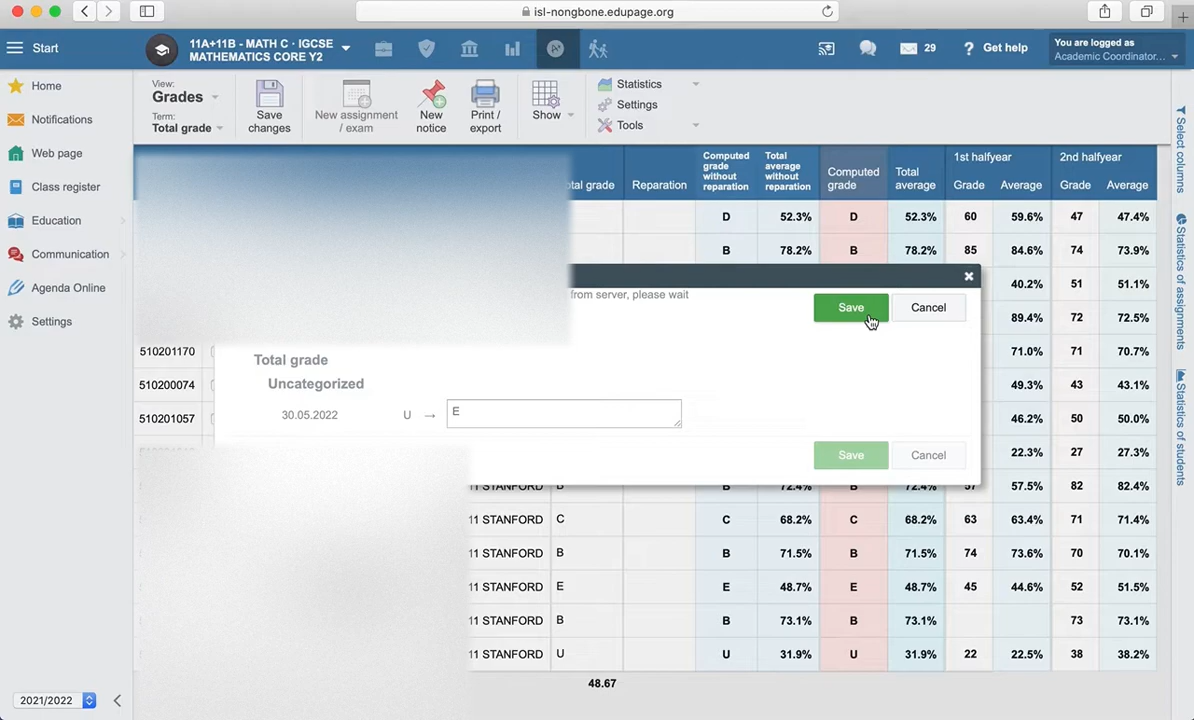 isl-nongbone.edupage.org
Start
11A+11B - MATH C · IGCSE
MATHEMATICS CORE Y2
29
? Get help
You are logged as
Academic Coordinator...
Home
Notifications
Web page
Class register
Education
Communication
Agenda Online
Settings
2021/2022
View:
Grades
Term:
Total grade
Save
changes
New assignment
/ exam
New
notice
Print /
export
Show
Statistics
Settings
Tools
Select columns
Statistics of assignments
Statistics of students
otal grade
Reparation
Computed
grade
without
reparation
Total
average
without
reparation
Computed
grade
Total
average
1st halfyear
Grade Average
2nd halfyear
Grade Average
D 52.3% D 52.3% 60 59.6% 47 47.4%
B 78.2% B 78.2% 85 84.6% 74 73.9%
40.2% 51 51.1%
89.4% 72 72.5%
510201170 71.0% 71 70.7%
510200074 49.3% 43 43.1%
510201057 46.2% 50 50.0%
22.3% 27 27.3%
from server, please wait
Save Cancel
Total grade
Uncategorized
30.05.2022 U → E
Save Cancel
11 STANFORD B B 72.4% B 72.4% 57 57.5% 82 82.4%
11 STANFORD C C 68.2% C 68.2% 63 63.4% 71 71.4%
11 STANFORD B B 71.5% B 71.5% 74 73.6% 70 70.1%
11 STANFORD E E 48.7% E 48.7% 45 44.6% 52 51.5%
11 STANFORD B B 73.1% B 73.1% 73 73.1%
11 STANFORD U U 31.9% U 31.9% 22 22.5% 38 38.2%
48.67